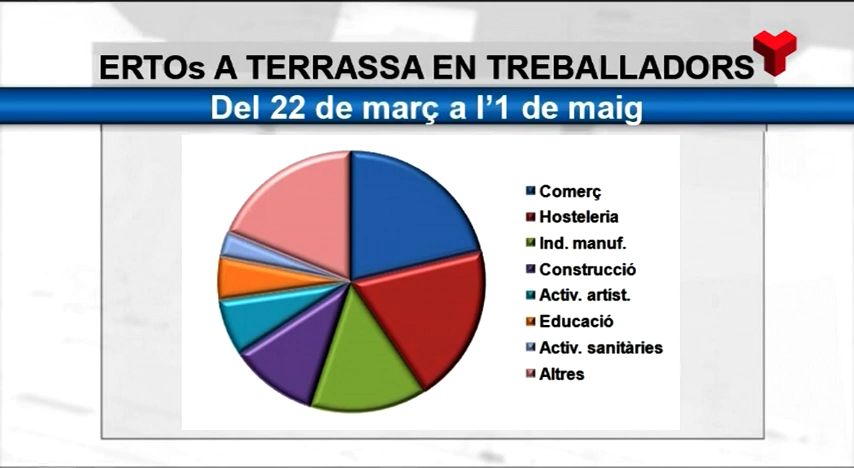 ERTOs A TERRASSA EN TREBALLADORS
Del 22 de març a l’1 de maig
Comerç
Hosteleria
Ind. manuf.
Construcció
Activ. artíst.
Educació
Activ. sanitàries
Altres